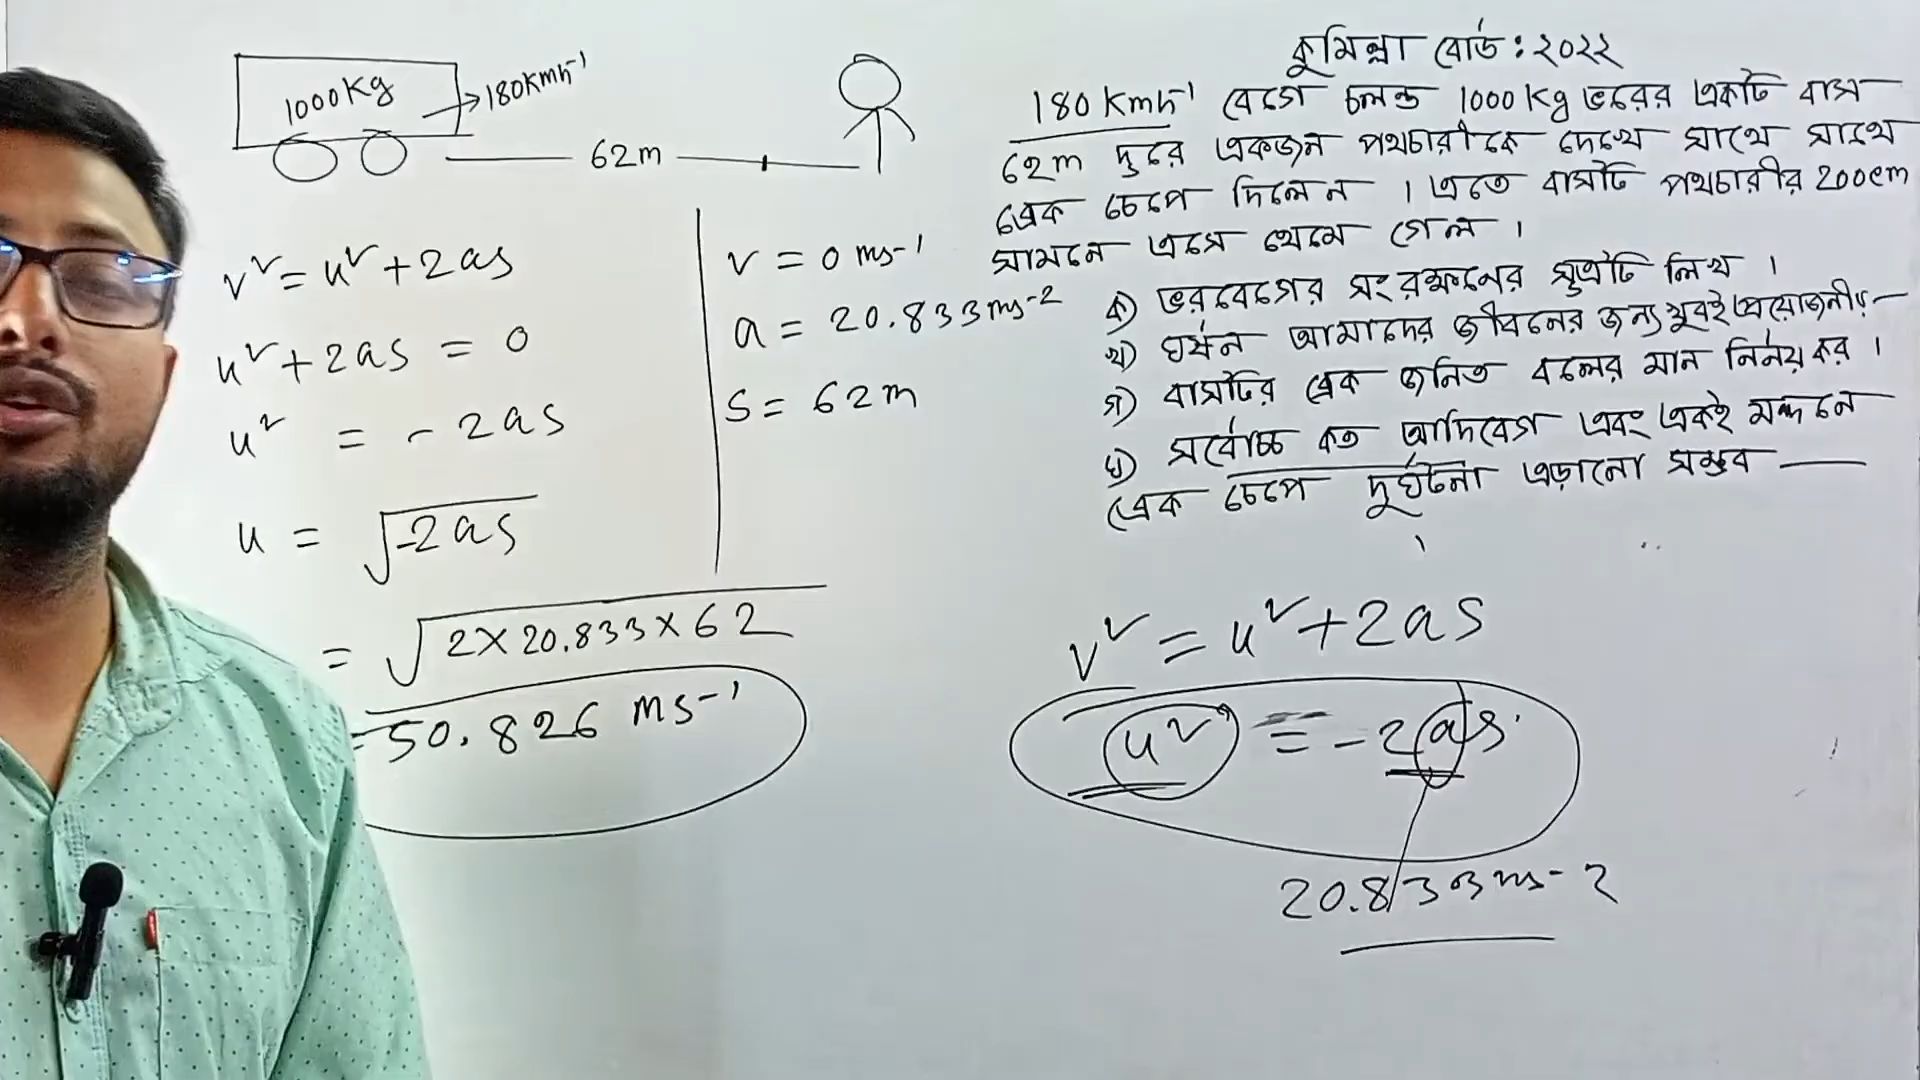 1000Kg
180Kmh-1
62m
v² = u² + 2as
u² + 2as = 0
u² = - 2as
u = √-2as
= √2×20.833×62
= 50.826 ms-1
v = 0 ms-1
a = 20.833ms-2
s = 62m
কুমিল্লা বোর্ড : ২০২২
180 Kmh-1 বেগে চলন্ত 1000 Kg ভরের একটি বাস
62m দুরে একজন পথচারীকে দেখে সাথে সাথে
ব্রেক চেপে দিলেন । এতে বাসটি পথচারীর 200cm
সামনে এসে থেমে গেল ।
ক) ভরবেগের সংরক্ষনের সুত্রটি লিখ ।
খ) ঘর্ষন আমাদের জীবনের জন্য খুবই প্রয়োজনীয় —
গ) বাসটির ব্রেক জনিত বলের মান নির্নয় কর ।
ঘ) সর্বোচ্চ কত আদিবেগ এবং একই মন্দনে
ব্রেক চেপে দুর্ঘটনা এড়ানো সম্ভব —
v² = u² + 2as
u² = - 2as
20.833ms-2